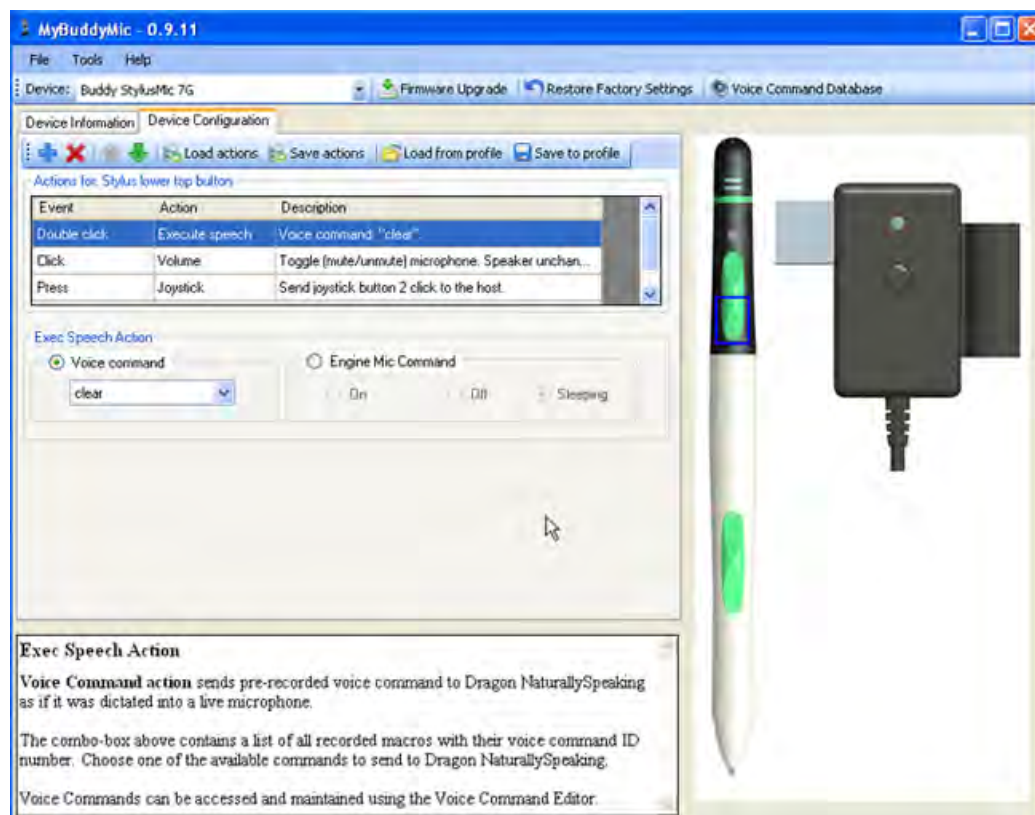 MyBuddyMic - 0.9.11
File Tools Help
Device: Buddy StylusMic 7G Firmware Upgrade Restore Factory Settings Voice Command Database
Device Information Device Configuration
Load actions Save actions Load from profile Save to profile
Actions for: Stylus lower top button
Event Action Description
Double click Execute speech Voice command: "clear".
Click Volume Toggle (mute/unmute) microphone. Speaker unchan...
Press Joystick Send joystick button 2 click to the host.
Exec Speech Action
Voice command Engine Mic Command
clear On Off Sleeping
Exec Speech Action
Voice Command action sends pre-recorded voice command to Dragon NaturallySpeaking
as if it was dictated into a live microphone.
The combo-box above contains a list of all recorded macros with their voice command ID
number. Choose one of the available commands to send to Dragon NaturallySpeaking.
Voice Commands can be accessed and maintained using the Voice Command Editor.